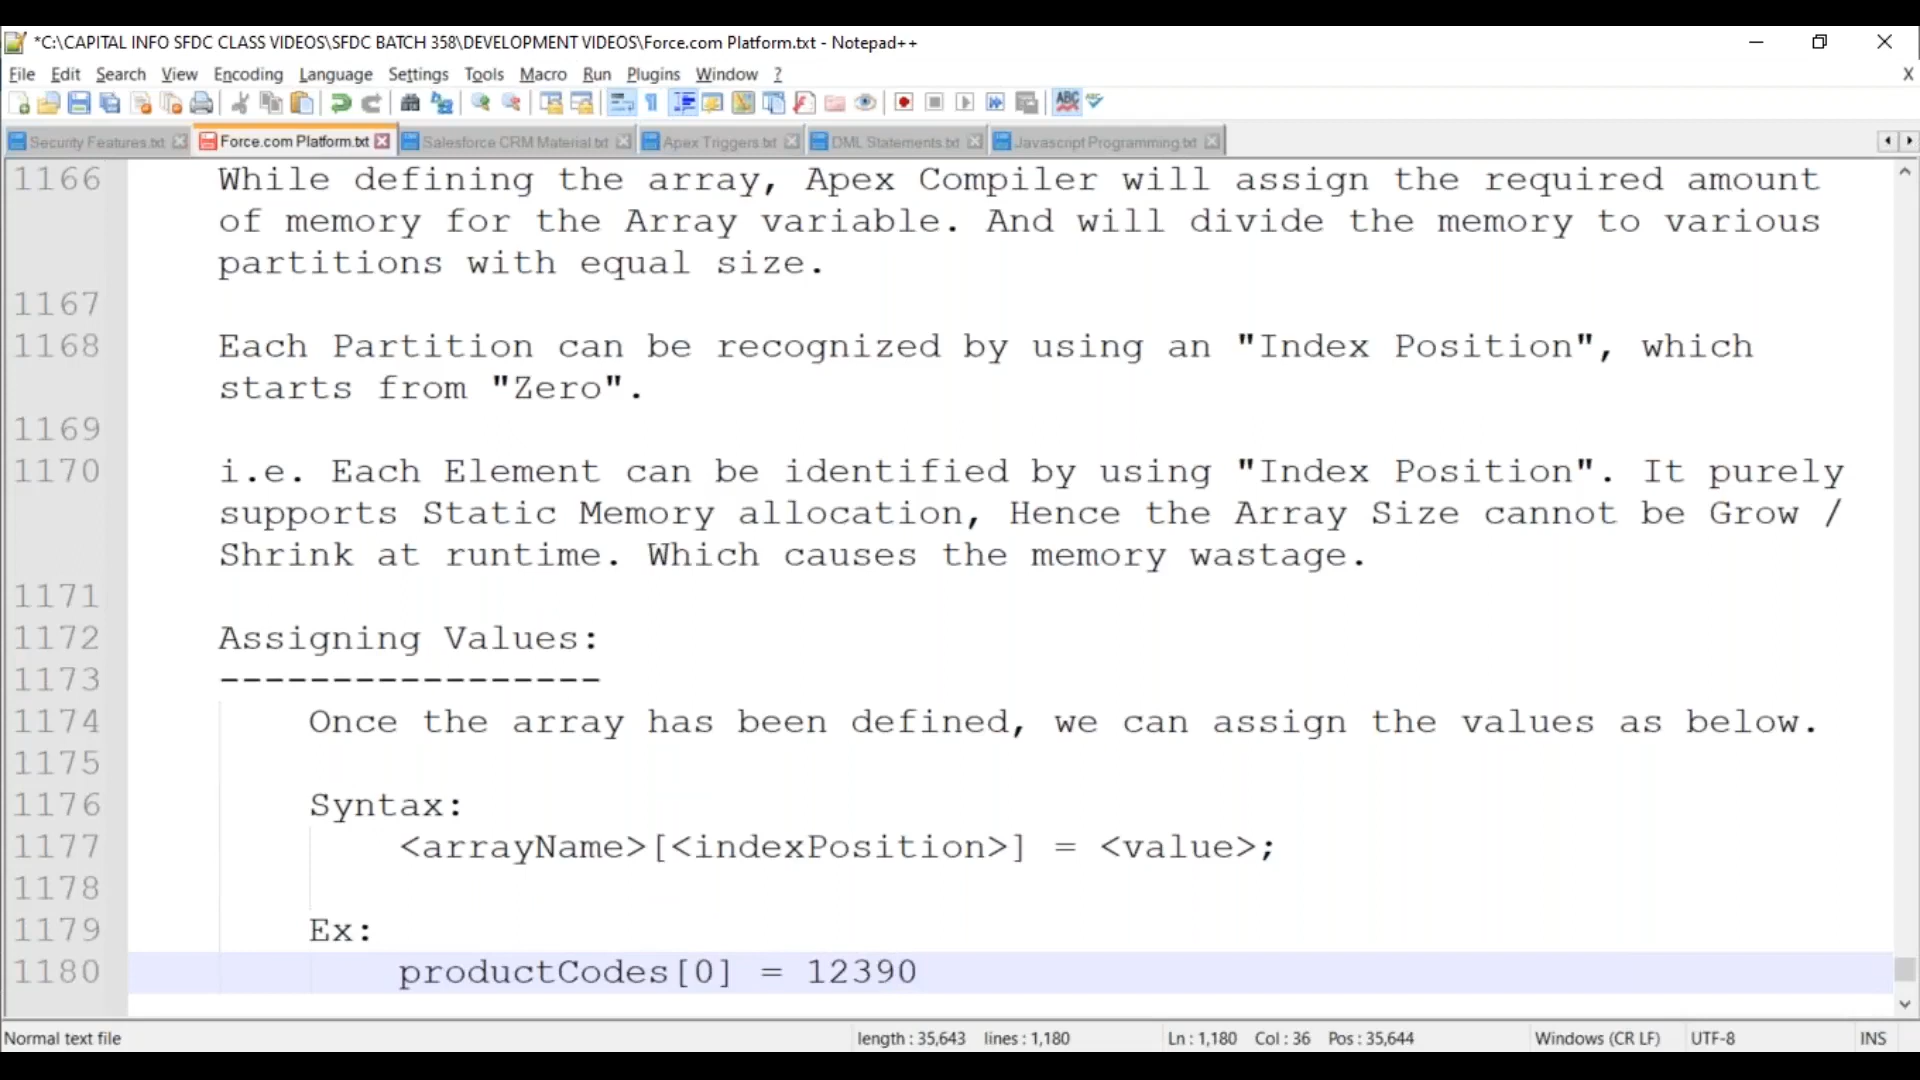 *C:\CAPITAL INFO SFDC CLASS VIDEOS\SFDC BATCH 358\DEVELOPMENT VIDEOS\Force.com Platform.txt - Notepad++
File Edit Search View Encoding Language Settings Tools Macro Run Plugins Window ? X
Security Features.txt Force.com Platform.txt Salesforce CRM Material.txt Apex Triggers.txt DML Statements.txt Javascript Programming.txt
1166 While defining the array, Apex Compiler will assign the required amount
of memory for the Array variable. And will divide the memory to various
partitions with equal size.
1167
1168 Each Partition can be recognized by using an "Index Position", which
starts from "Zero".
1169
1170 i.e. Each Element can be identified by using "Index Position". It purely
supports Static Memory allocation, Hence the Array Size cannot be Grow /
Shrink at runtime. Which causes the memory wastage.
1171
1172 Assigning Values:
1173 -----------------
1174 Once the array has been defined, we can assign the values as below.
1175
1176 Syntax:
1177 <arrayName>[<indexPosition>] = <value>;
1178
1179 Ex:
1180 productCodes[0] = 12390
Normal text file length : 35,643 lines : 1,180 Ln : 1,180 Col : 36 Pos : 35,644 Windows (CR LF) UTF-8 INS